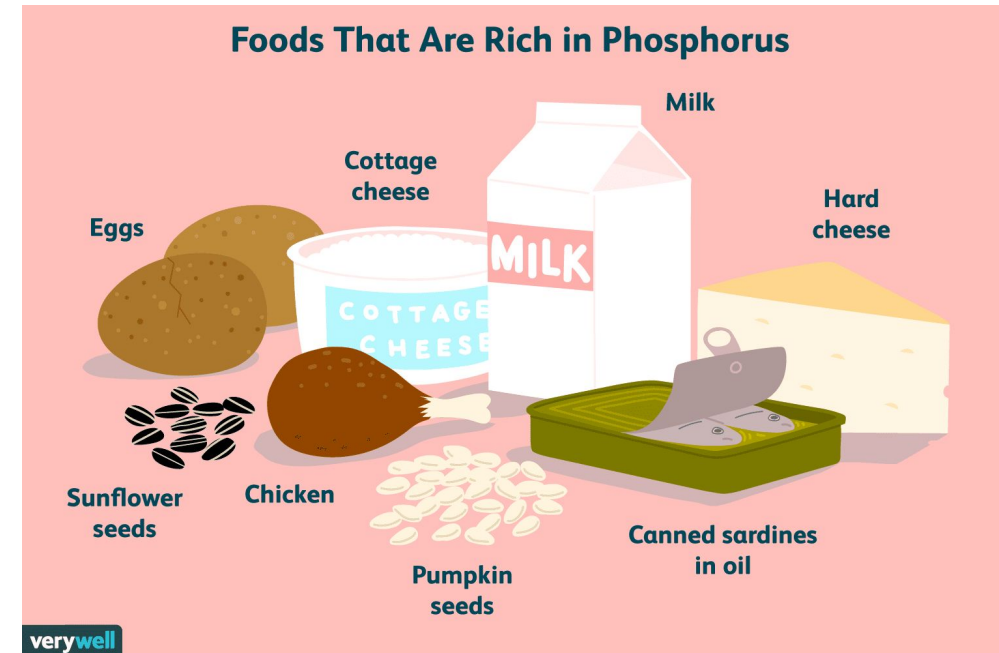 Foods That Are Rich in Phosphorus
Milk
Cottage
cheese
Hard
cheese
Eggs
MILK
COTTAGE
CHEESE
Sunflower
seeds
Chicken
Canned sardines
in oil
Pumpkin
seeds
verywell